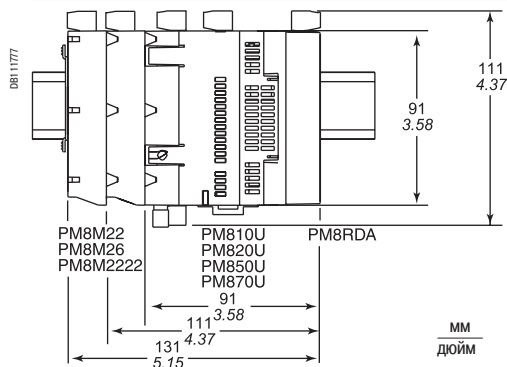 DB111777
111
4.37
91
3.58
PM8M22
PM8M26
PM8M2222
PM810U
PM820U
PM850U
PM870U
PM8RDA
91
3.58
111
4.37
131
5.15
мм
дюйм